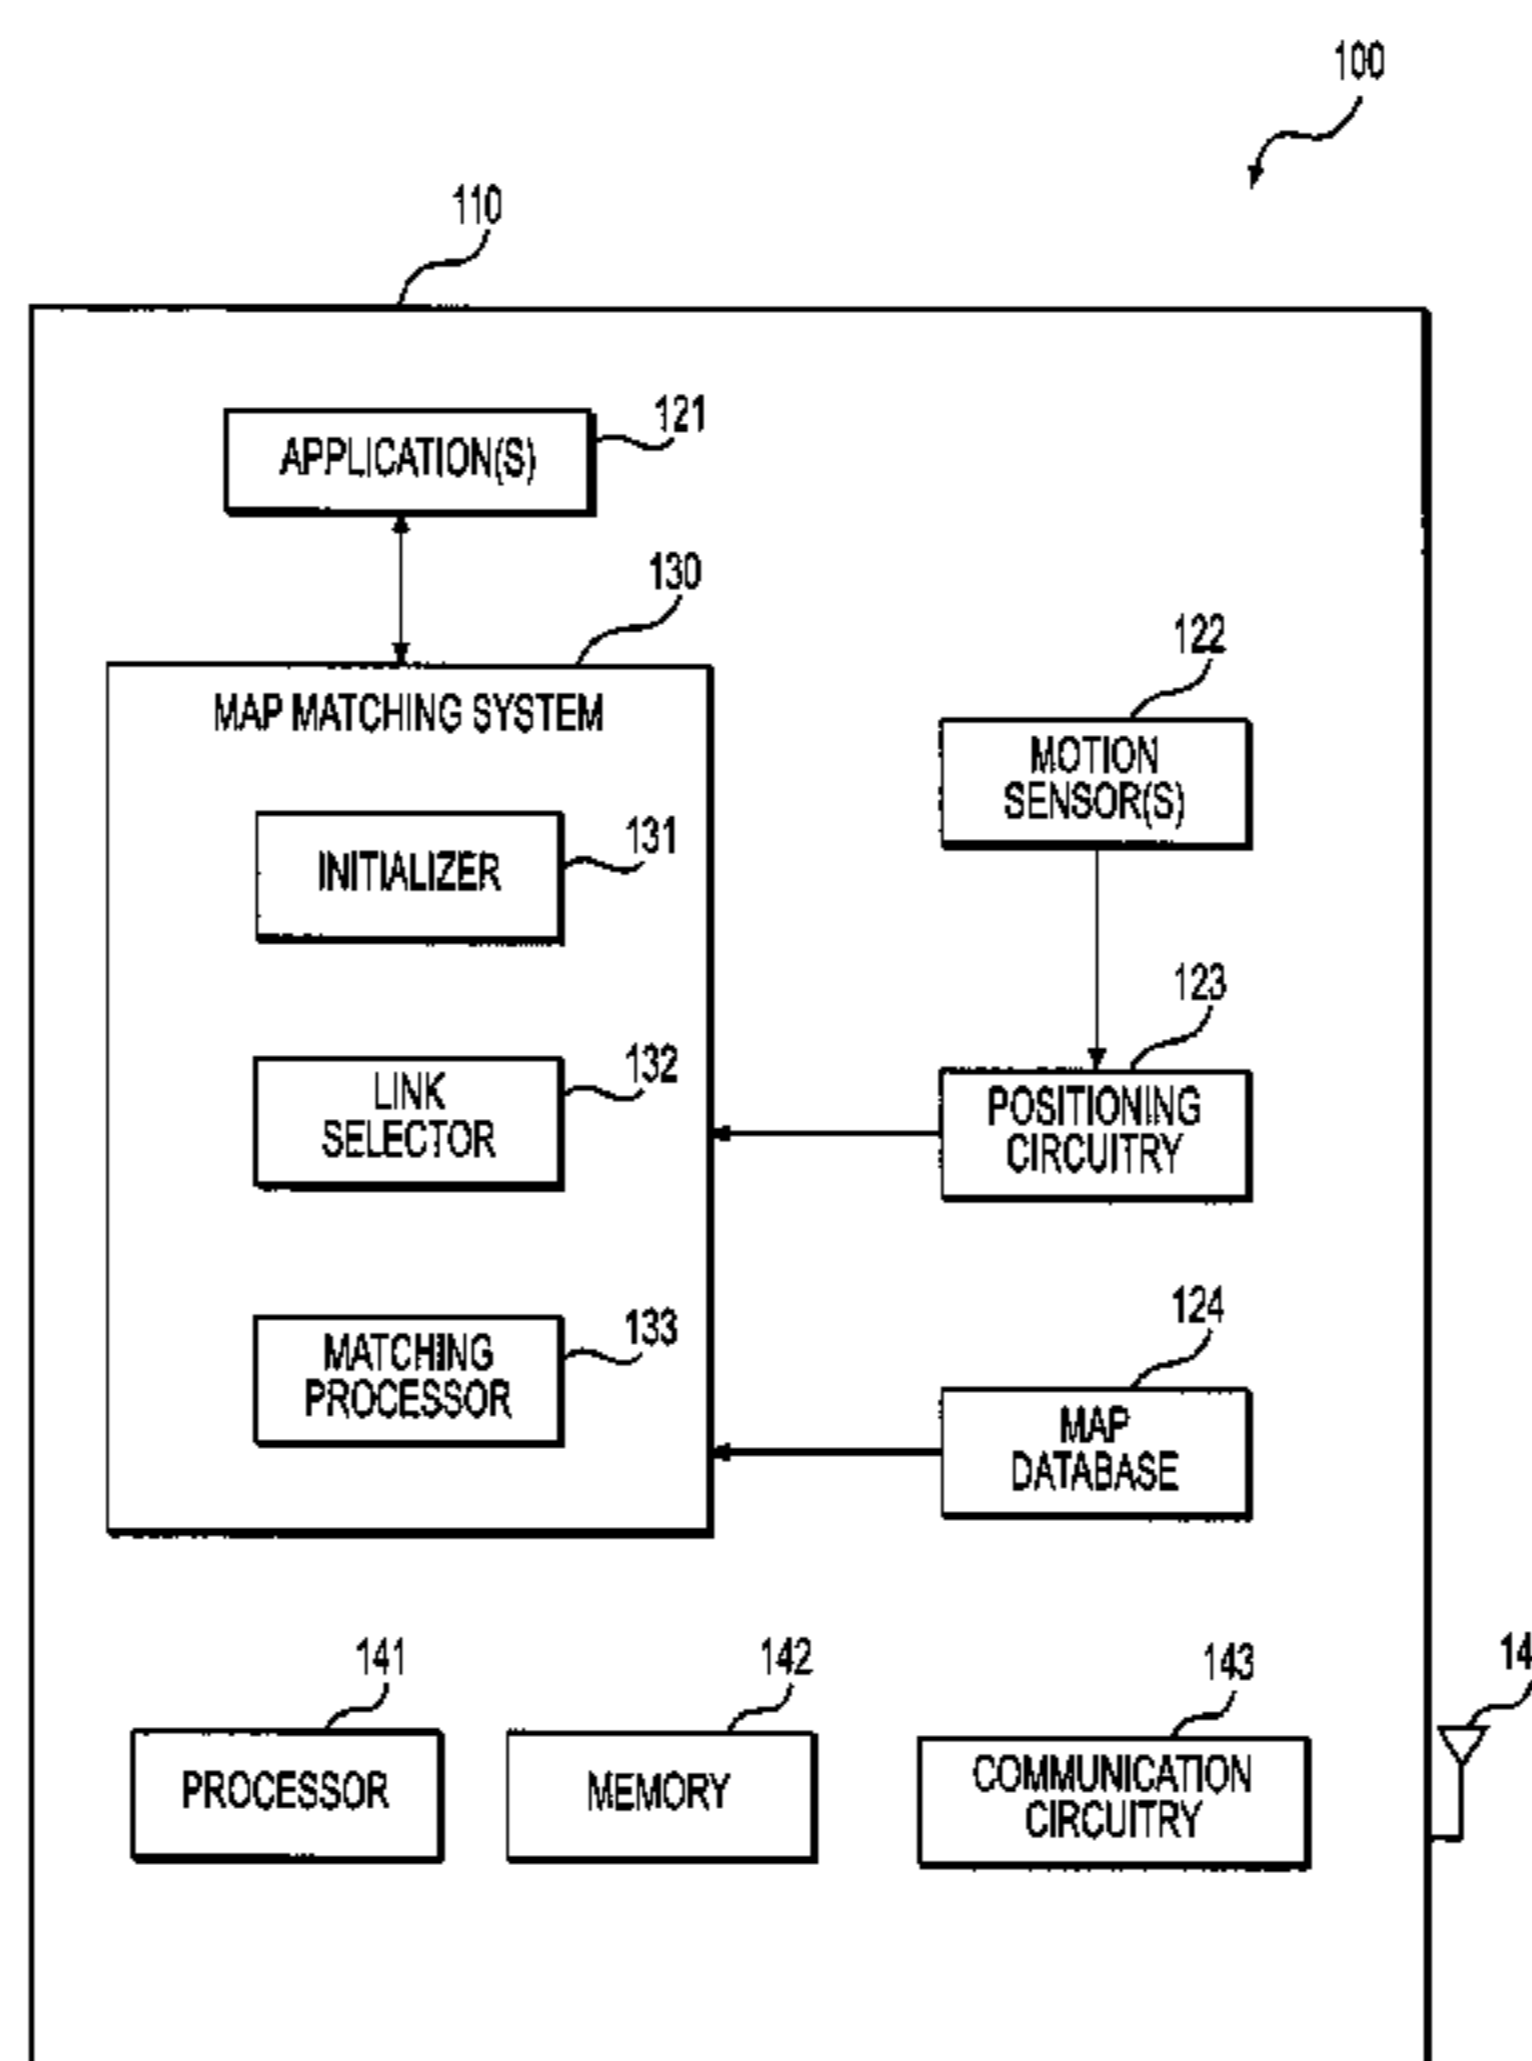 100
110
APPLICATION(S)
121
130
MAP MATCHING SYSTEM
122
MOTION
SENSOR(S)
INITIALIZER
131
123
LINK
SELECTOR
132
POSITIONING
CIRCUITRY
124
MATCHING
PROCESSOR
133
MAP
DATABASE
141
142
143
PROCESSOR
MEMORY
COMMUNICATION
CIRCUITRY